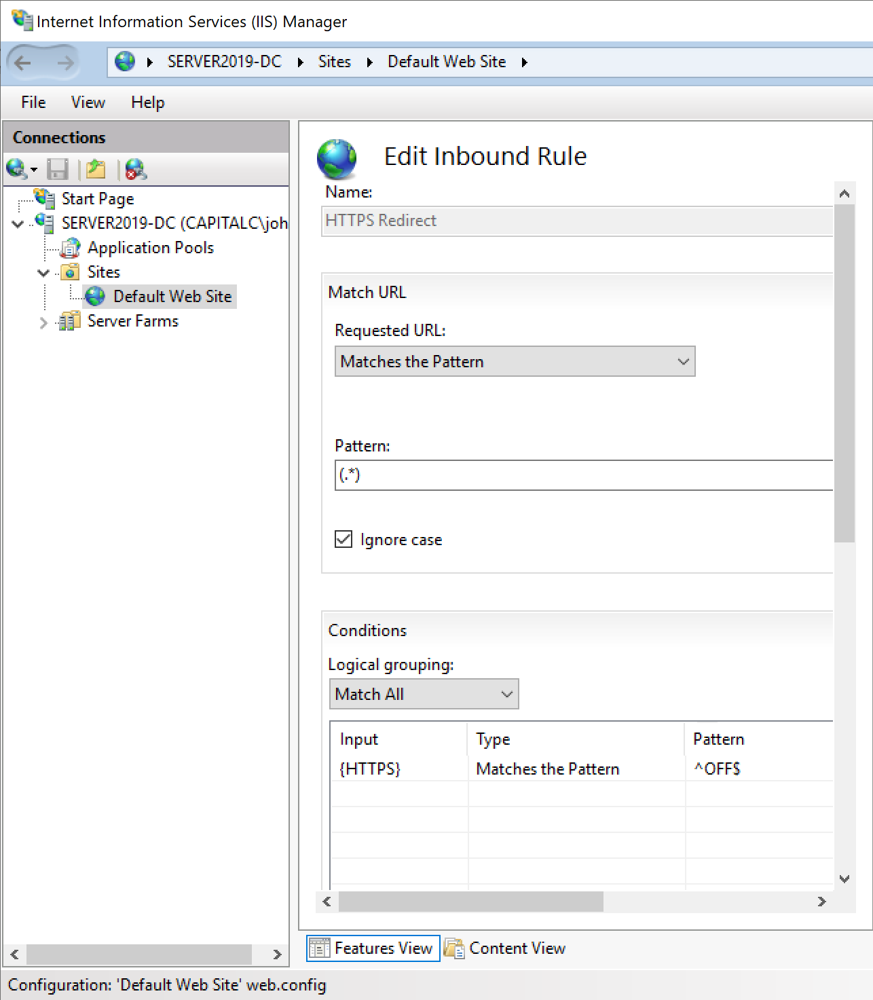 Internet Information Services (IIS) Manager
SERVER2019-DC Sites Default Web Site
File View Help
Connections
Start Page
SERVER2019-DC (CAPITALC\joh
Application Pools
Sites
Default Web Site
Server Farms
Edit Inbound Rule
Name:
HTTPS Redirect
Match URL
Requested URL:
Matches the Pattern
Pattern:
(.*)
Ignore case
Conditions
Logical grouping:
Match All
Input Type Pattern
{HTTPS} Matches the Pattern ^OFF$
Features View Content View
Configuration: 'Default Web Site' web.config